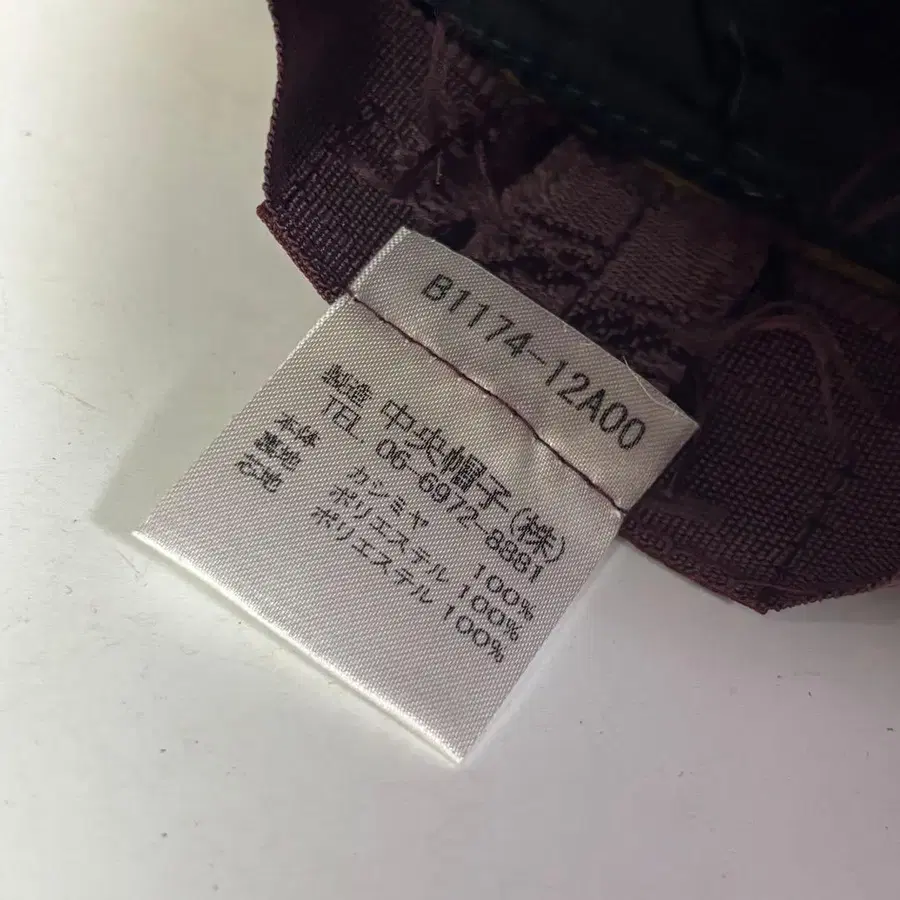 B1174-12A00
製造 中央帽子(株)
TEL. 06-6972-8381
本体 カシミヤ 100%
裏地 ポリエステル 100%
芯地 ポリエステル 100%